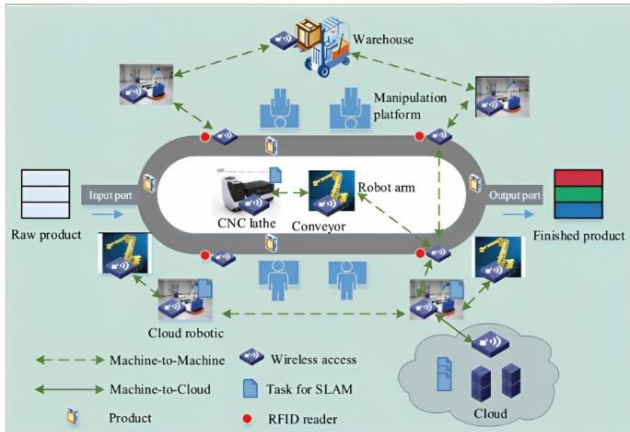 Warehouse
Manipulation
platform
Robot arm
Input port
Output port
CNC lathe
Conveyor
Raw product
Finished product
Cloud robotic
Machine-to-Machine
Wireless access
Machine-to-Cloud
Task for SLAM
Cloud
Product
RFID reader